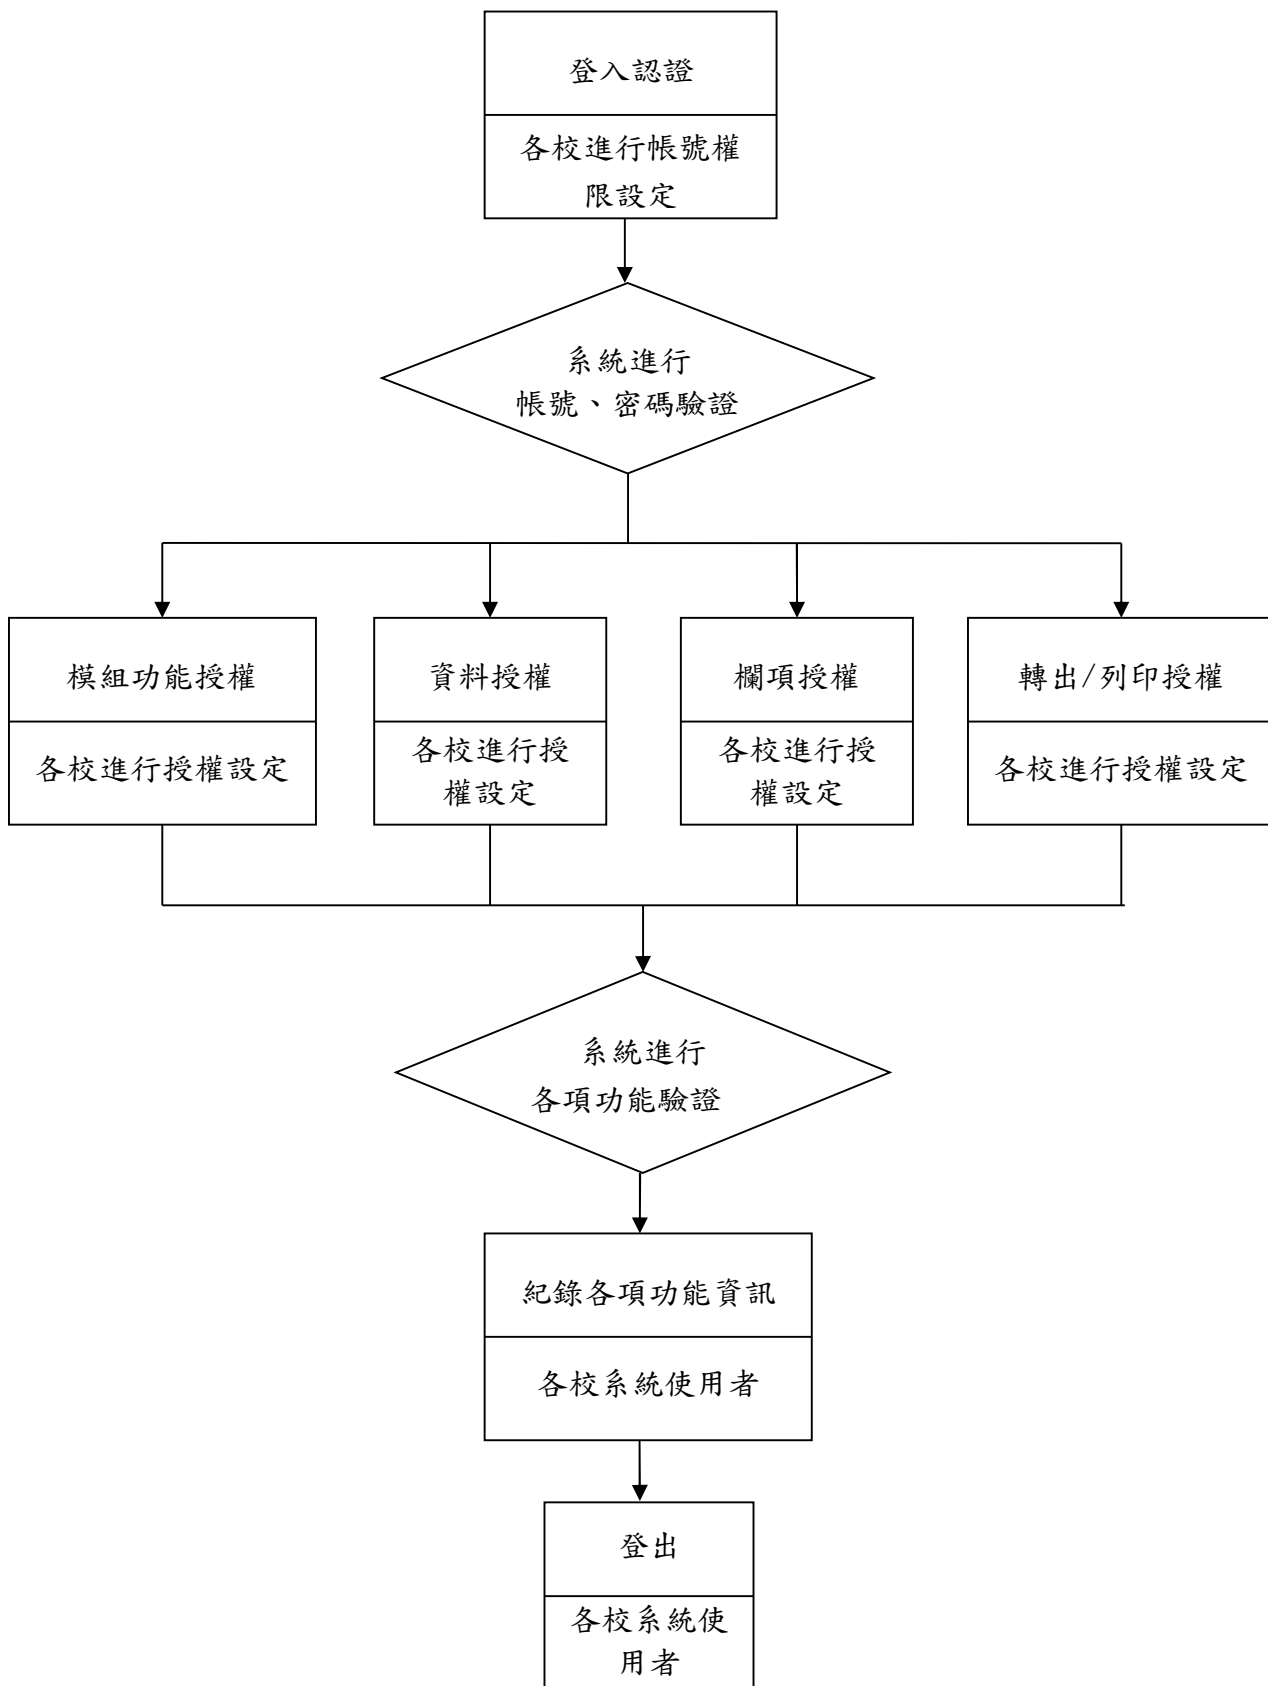 登入認證
各校進行帳號權
限設定
系統進行
帳號、密碼驗證
模組功能授權
各校進行授權設定
資料授權
各校進行授
權設定
欄項授權
各校進行授
權設定
轉出/列印授權
各校進行授權設定
系統進行
各項功能驗證
紀錄各項功能資訊
各校系統使用者
登出
各校系統使
用者